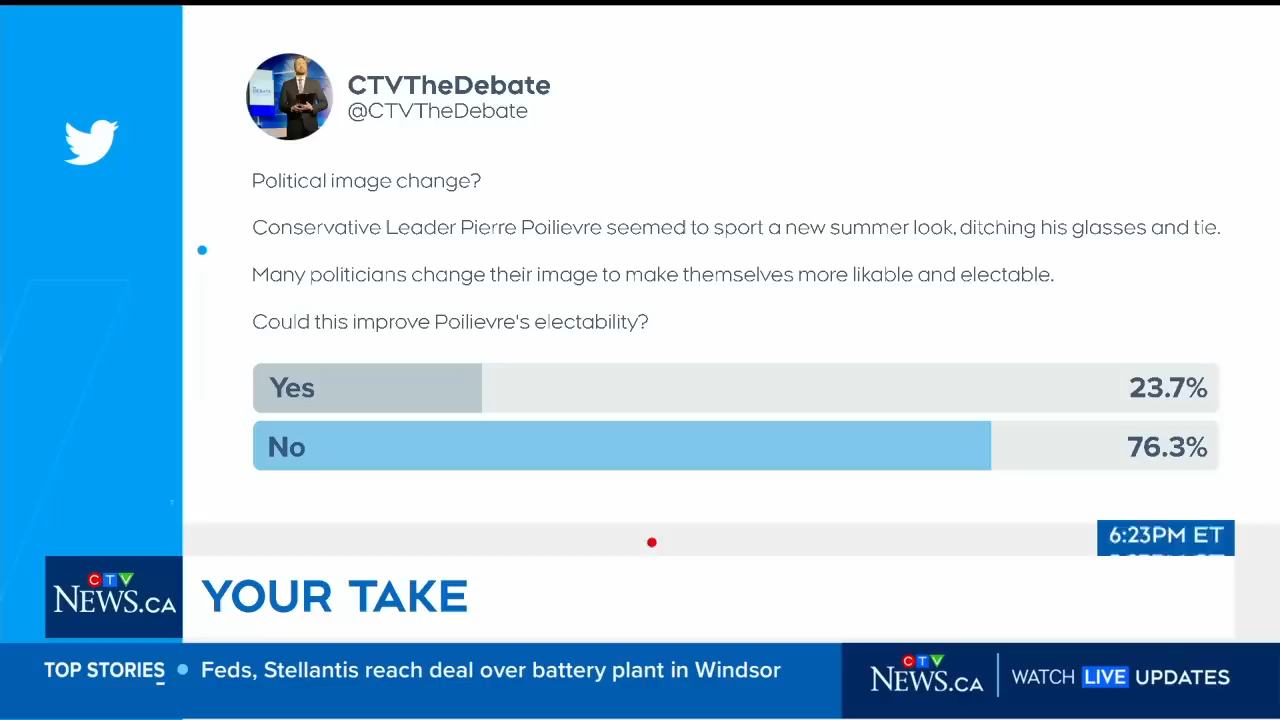 CTVTheDebate
@CTVTheDebate
Political image change?
Conservative Leader Pierre Poilievre seemed to sport a new summer look, ditching his glasses and tie.
Many politicians change their image to make themselves more likable and electable.
Could this improve Poilievre's electability?
Yes 23.7%
No 76.3%
6:23PM ET
CTV
NEWS.CA
YOUR TAKE
TOP STORIES • Feds, Stellantis reach deal over battery plant in Windsor
CTV
NEWS.CA
WATCH LIVE UPDATES